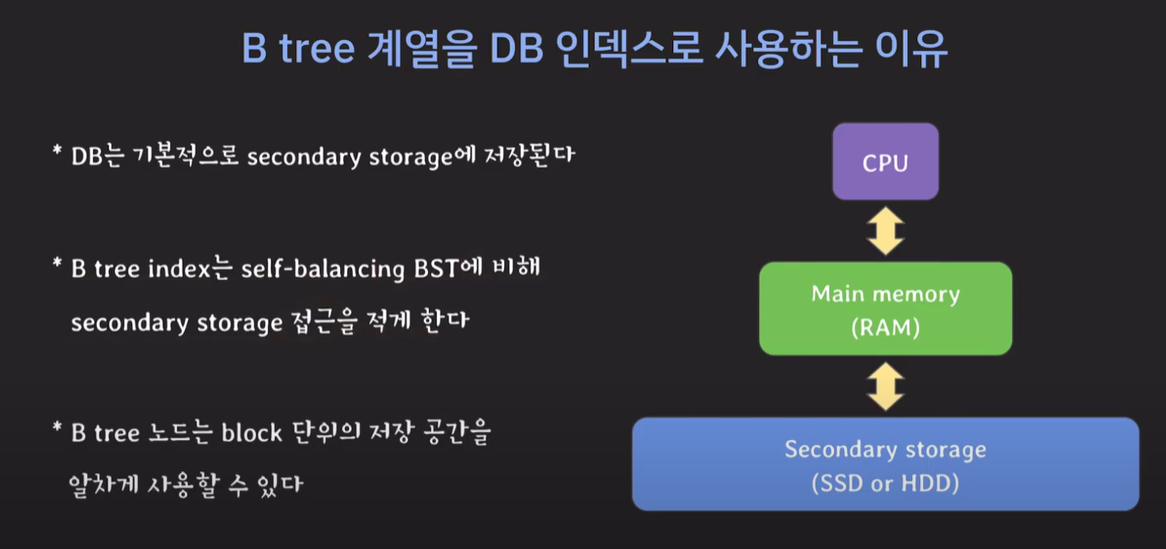 B tree 계열을 DB 인덱스로 사용하는 이유
* DB는 기본적으로 secondary storage에 저장된다
* B tree index는 self-balancing BST에 비해
secondary storage 접근을 적게 한다
* B tree 노드는 block 단위의 저장 공간을
알차게 사용할 수 있다
CPU
Main memory
(RAM)
Secondary storage
(SSD or HDD)